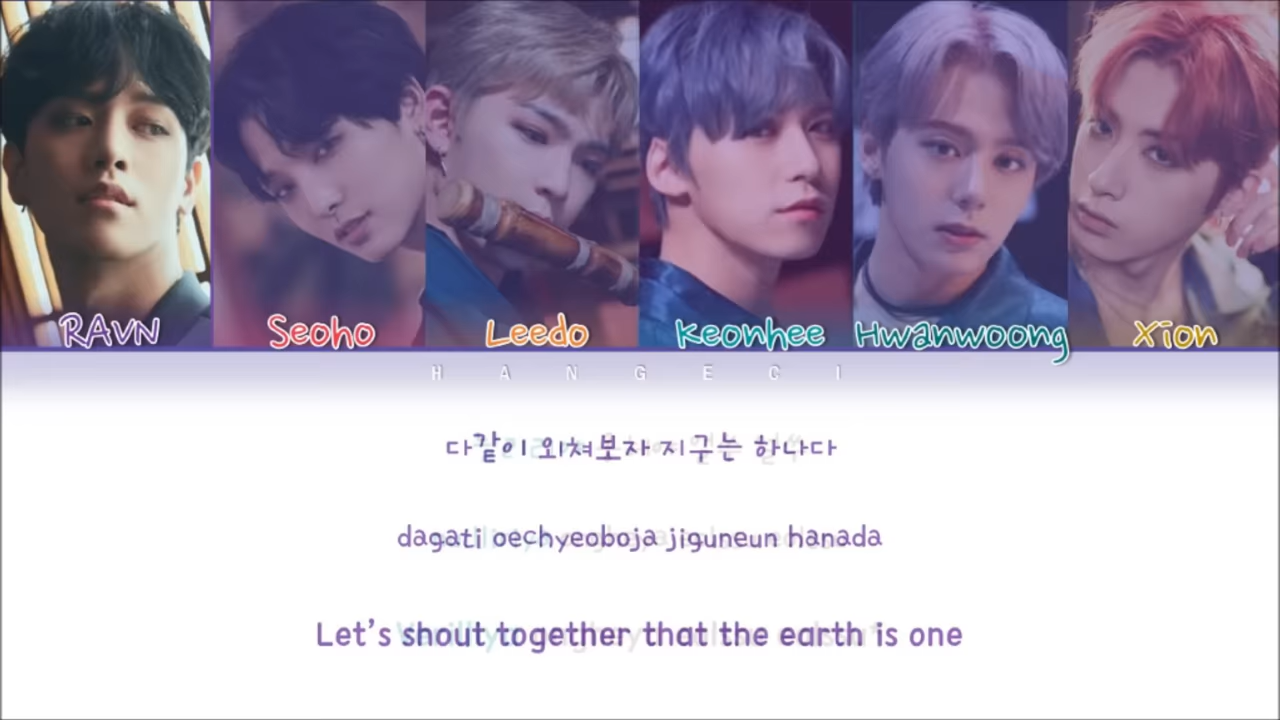 RAVN Seoho Leedo Keonhee Hwanwoong Xion
HANGECI
다같이 외쳐보자 지구는 하나다
dagati oechyeoboja jiguneun hanada
Let's shout together that the earth is one